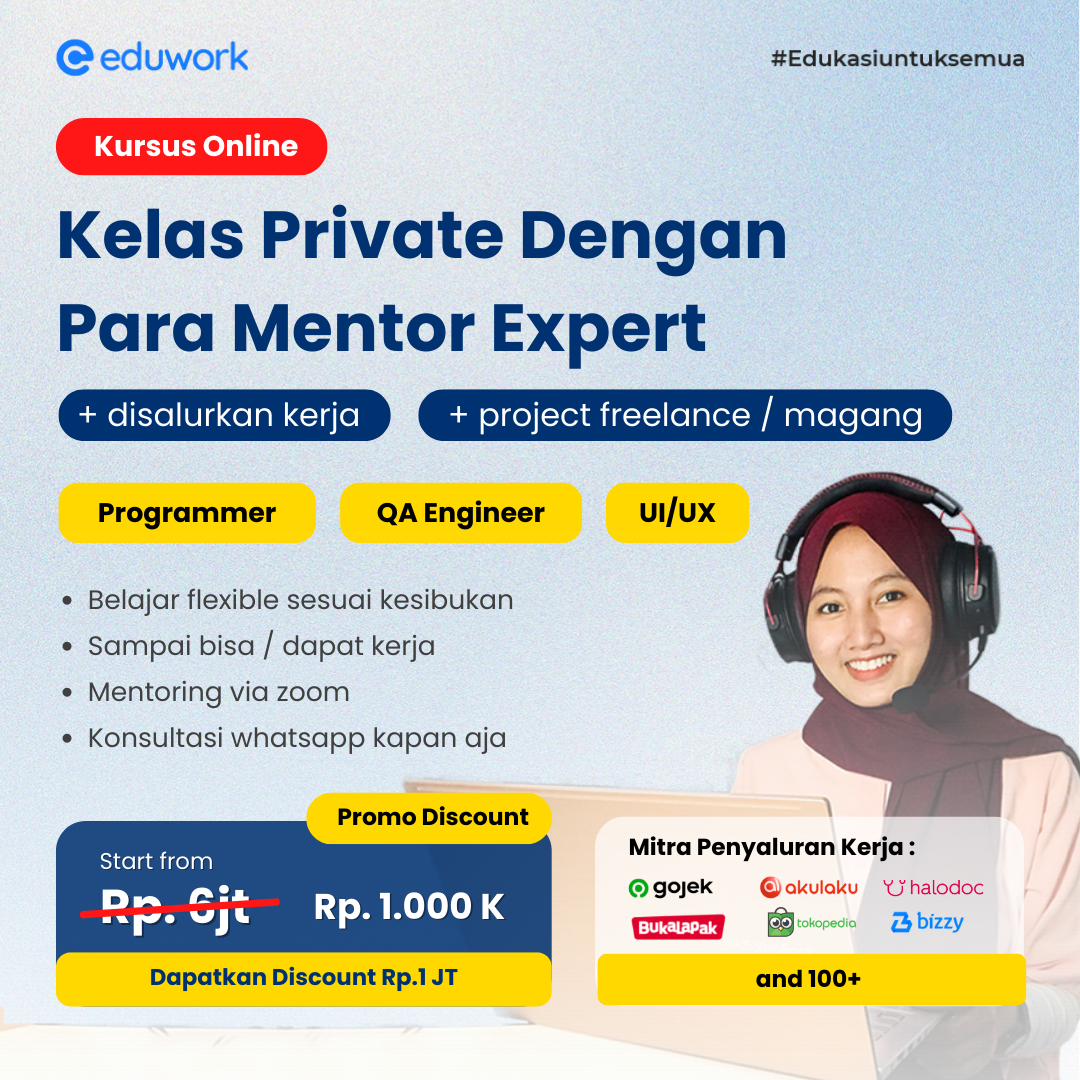 eduwork
#Edukasiuntuksemua
Kursus Online
Kelas Private Dengan
Para Mentor Expert
+ disalurkan kerja
+ project freelance / magang
Programmer
QA Engineer
UI/UX
• Belajar flexible sesuai kesibukan
• Sampai bisa / dapat kerja
• Mentoring via zoom
• Konsultasi whatsapp kapan aja
Promo Discount
Start from
Rp. 6jt
Rp. 1.000 K
Dapatkan Discount Rp.1 JT
Mitra Penyaluran Kerja :
gojek
akulaku
halodoc
BukaLapak
tokopedia
bizzy
and 100+